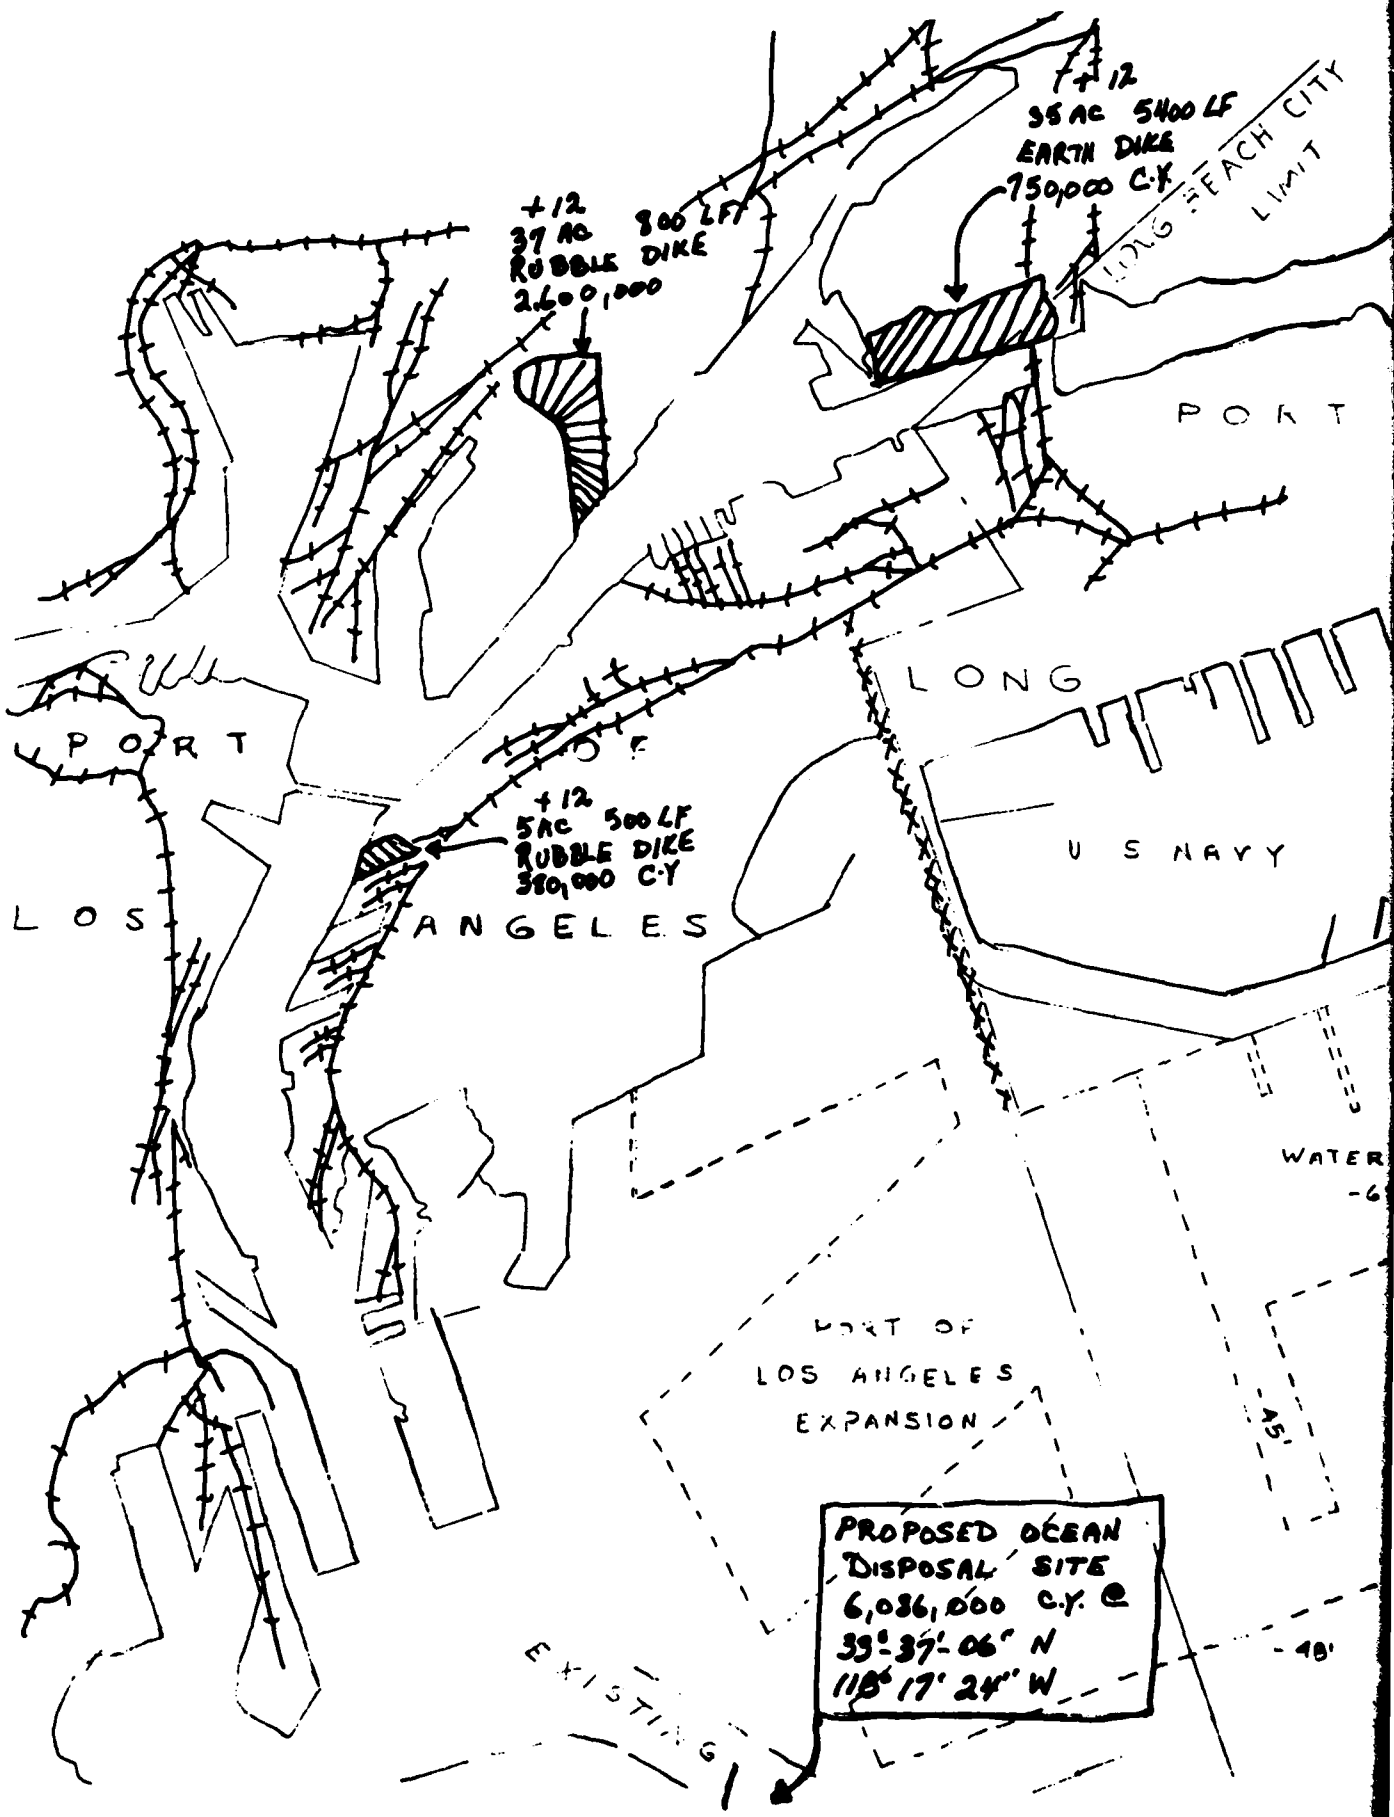 +12
35 AC 5400 LF
EARTH DIKE
750,000 C.Y.
LONG BEACH CITY
LIMIT
+12
37 AC 800 LF
RUBBLE DIKE
2,600,000
PORT
LONG
PORT
OF
+12
5 AC 500 LF
RUBBLE DIKE
380,000 C.Y
U S NAVY
LOS
ANGELES
WATER
-6
PORT OF
LOS ANGELES
EXPANSION
-45'
PROPOSED OCEAN
DISPOSAL SITE
6,086,000 C.Y. @
33°-37'-06" N
118° 17' 24" W
-48'
EXISTING